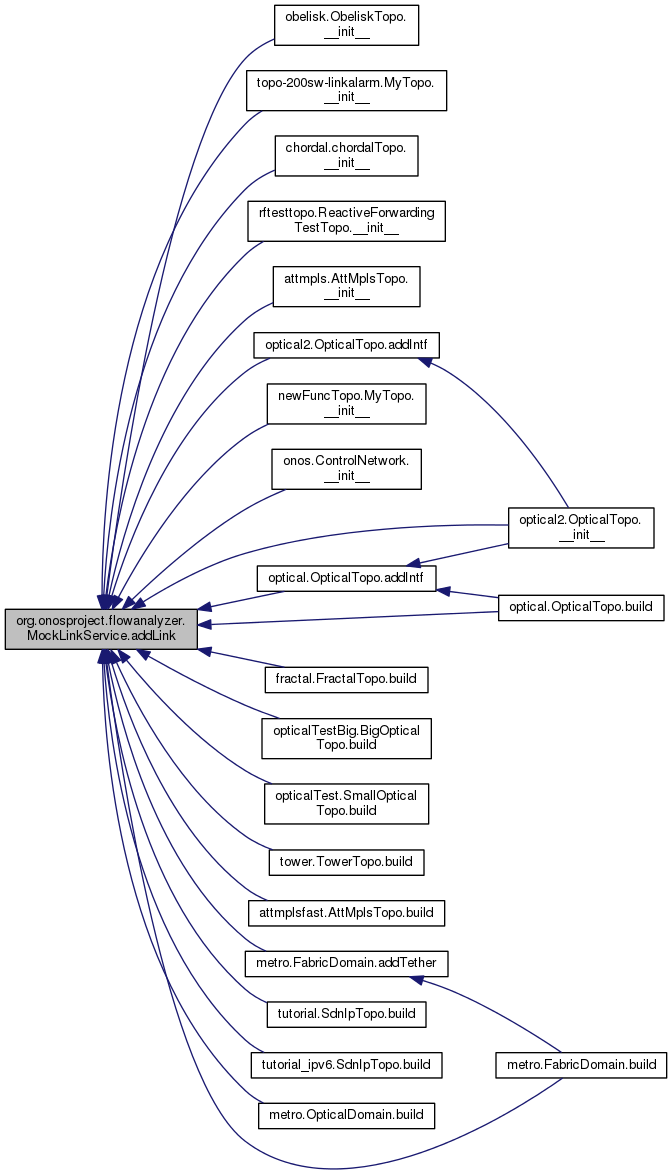 obelisk.ObeliskTopo.
__init__
topo-200sw-linkalarm.MyTopo.
__init__
chordal.chordalTopo.
__init__
rftesttopo.ReactiveForwarding
TestTopo.__init__
attmpls.AttMplsTopo.
__init__
optical2.OpticalTopo.addIntf
newFuncTopo.MyTopo.
__init__
onos.ControlNetwork.
__init__
optical2.OpticalTopo.
__init__
optical.OpticalTopo.addIntf
optical.OpticalTopo.build
org.onosproject.flowanalyzer.
MockLinkService.addLink
fractal.FractalTopo.build
opticalTestBig.BigOptical
Topo.build
opticalTest.SmallOptical
Topo.build
tower.TowerTopo.build
attmplsfast.AttMplsTopo.build
metro.FabricDomain.addTether
tutorial.SdnIpTopo.build
tutorial_ipv6.SdnIpTopo.build
metro.FabricDomain.build
metro.OpticalDomain.build